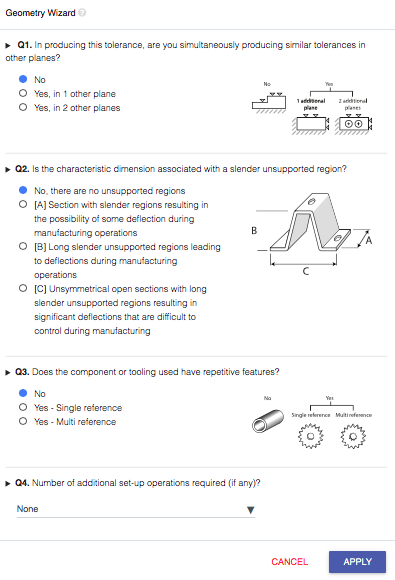 Geometry Wizard ?
▶ Q1. In producing this tolerance, are you simultaneously producing similar tolerances in
other planes?
No
Yes, in 1 other plane
Yes, in 2 other planes
No
Yes
1 additional
plane
2 additional
planes
▶ Q2. Is the characteristic dimension associated with a slender unsupported region?
No, there are no unsupported regions
[A] Section with slender regions resulting in
the possibility of some deflection during
manufacturing operations
[B] Long slender unsupported regions leading
to deflections during manufacturing
operations
[C] Unsymmetrical open sections with long
slender unsupported regions resulting in
significant deflections that are difficult to
control during manufacturing
B
A
C
▶ Q3. Does the component or tooling used have repetitive features?
No
Yes - Single reference
Yes - Multi reference
No
Yes
Single reference
Multi reference
▶ Q4. Number of additional set-up operations required (if any)?
None
CANCEL
APPLY